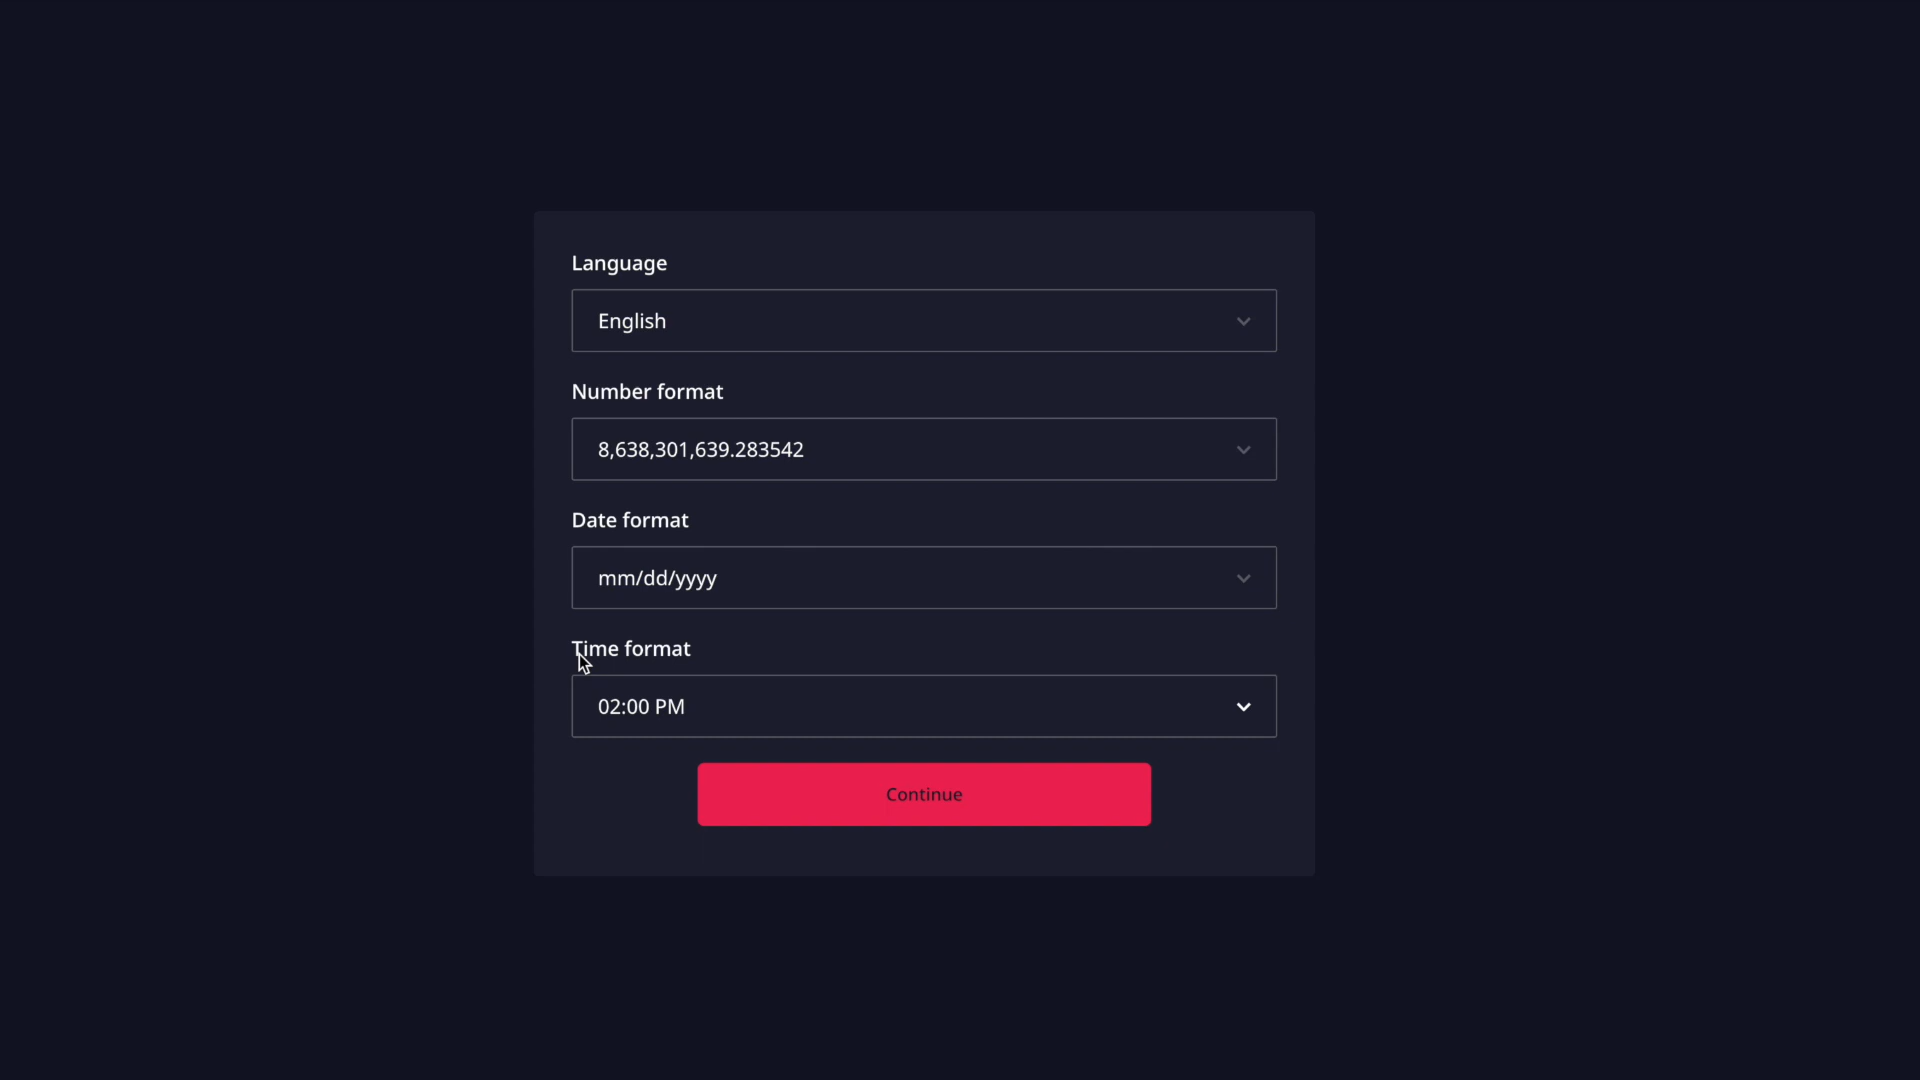 Language
English
Number format
8,638,301,639.283542
Date format
mm/dd/yyyy
Time format
02:00 PM
Continue